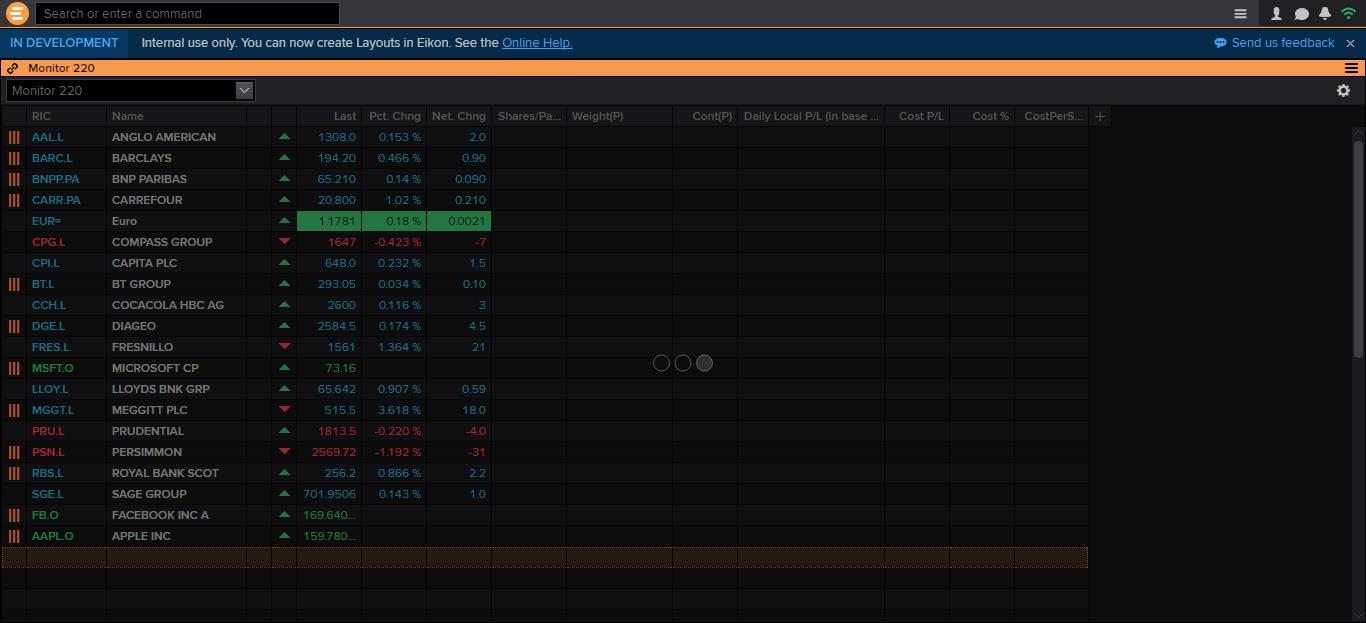 Search or enter a command
IN DEVELOPMENT Internal use only. You can now create Layouts in Eikon. See the Online Help. Send us feedback
Monitor 220
Monitor 220
RIC Name Last Pct. Chng Net. Chng Shares/Pa... Weight(P) Cont(P) Daily Local P/L (in base ... Cost P/L Cost % CostPerS... +
AAL.L ANGLO AMERICAN 1308.0 0.153 % 2.0
BARC.L BARCLAYS 194.20 0.466 % 0.90
BNPP.PA BNP PARIBAS 65.210 0.14 % 0.090
CARR.PA CARREFOUR 20.800 1.02 % 0.210
EUR= Euro 1.1781 0.18 % 0.0021
CPG.L COMPASS GROUP 1647 -0.423 % -7
CPI.L CAPITA PLC 648.0 0.232 % 1.5
BT.L BT GROUP 293.05 0.034 % 0.10
CCH.L COCACOLA HBC AG 2600 0.116 % 3
DGE.L DIAGEO 2584.5 0.174 % 4.5
FRES.L FRESNILLO 1561 1.364 % 21
MSFT.O MICROSOFT CP 73.16
LLOY.L LLOYDS BNK GRP 65.642 0.907 % 0.59
MGGT.L MEGGITT PLC 515.5 3.618 % 18.0
PRU.L PRUDENTIAL 1813.5 -0.220 % -4.0
PSN.L PERSIMMON 2569.72 -1.192 % -31
RBS.L ROYAL BANK SCOT 256.2 0.866 % 2.2
SGE.L SAGE GROUP 701.9506 0.143 % 1.0
FB.O FACEBOOK INC A 169.640...
AAPL.O APPLE INC 159.780...